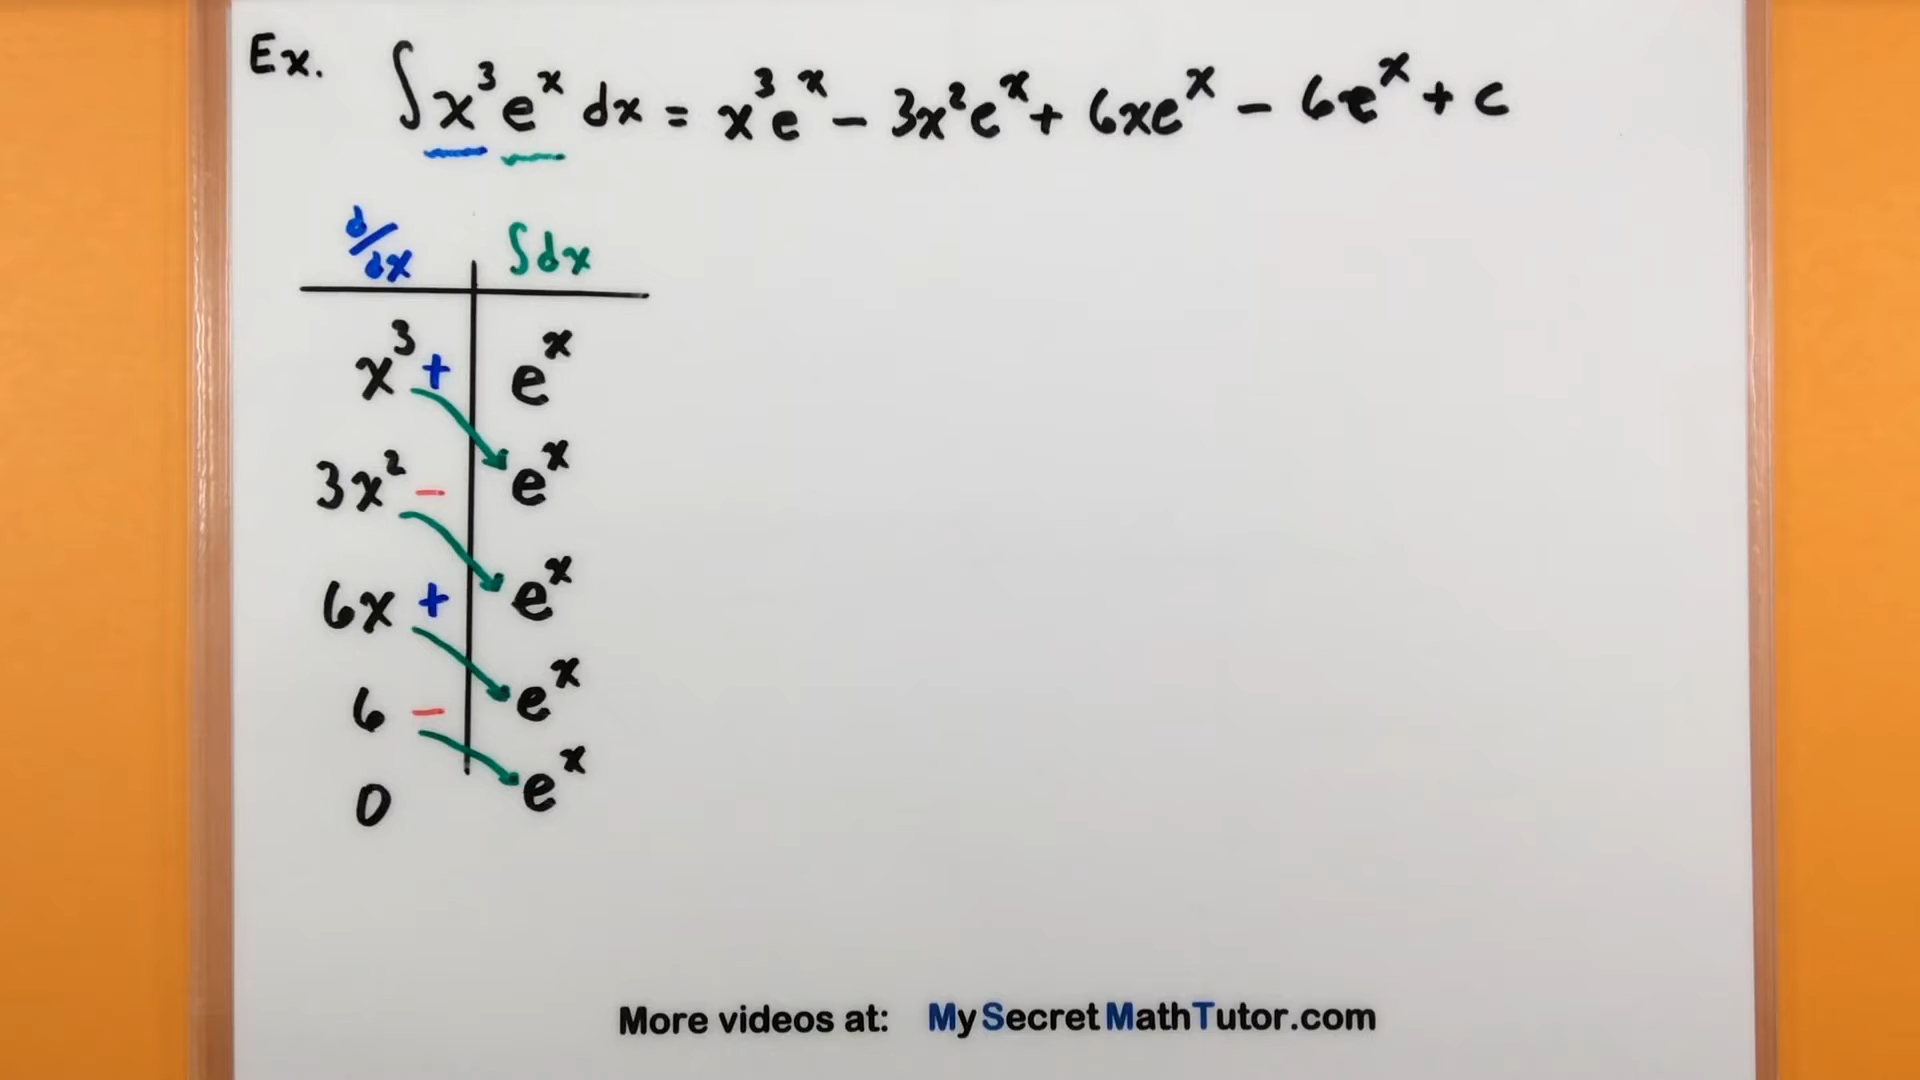 Ex. ∫x³eˣ dx = x³eˣ − 3x²eˣ + 6xeˣ − 6eˣ + c
d/dx ∫dx
x³ + eˣ
3x² − eˣ
6x + eˣ
6 − eˣ
0 eˣ
More videos at: MySecretMathTutor.com